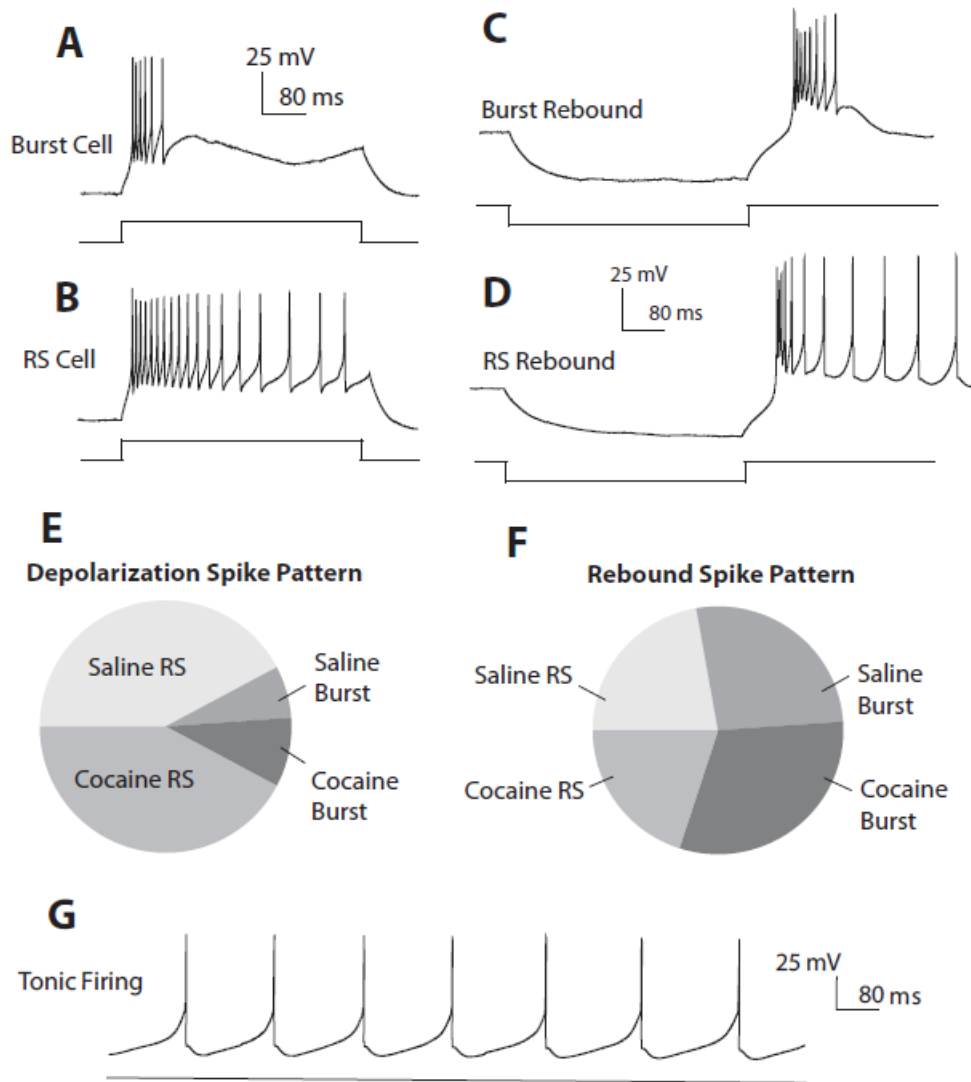 A
25 mV
80 ms
Burst Cell
C
Burst Rebound
B
RS Cell
D
25 mV
80 ms
RS Rebound
E
Depolarization Spike Pattern
Saline RS
Saline
Burst
Cocaine RS
Cocaine
Burst
F
Rebound Spike Pattern
Saline RS
Saline
Burst
Cocaine RS
Cocaine
Burst
G
Tonic Firing
25 mV
80 ms